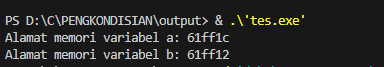 PS D:\C\PENGKONDISIAN\output> & .\'tes.exe'
Alamat memori variabel a: 61ff1c
Alamat memori variabel b: 61ff12